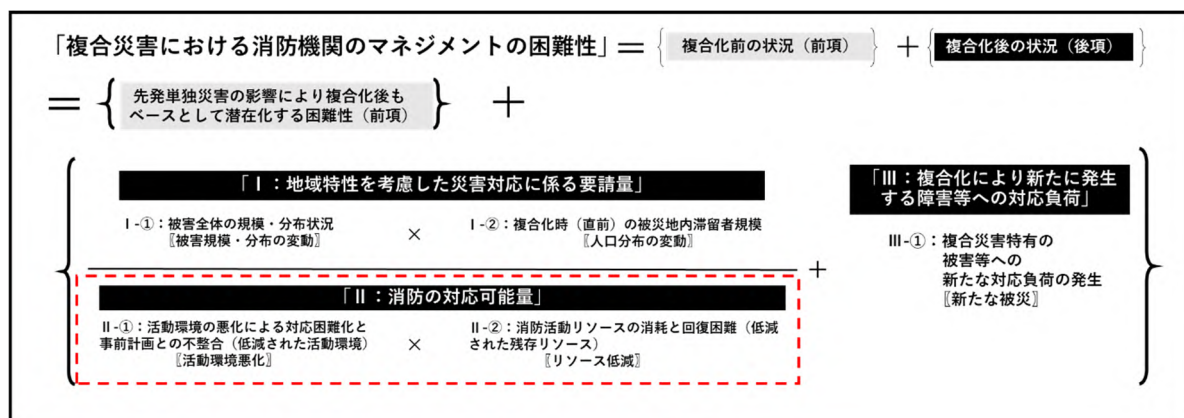 「複合災害における消防機関のマネジメントの困難性」＝｛複合化前の状況（前項）｝＋｛複合化後の状況（後項）｝
＝｛先発単独災害の影響により複合化後も
ベースとして潜在化する困難性（前項）｝＋
「Ⅰ：地域特性を考慮した災害対応に係る要請量」
Ⅰ-①：被害全体の規模・分布状況
〖被害規模・分布の変動〗
×
Ⅰ-②：複合化時（直前）の被災地内滞留者規模
〖人口分布の変動〗
「Ⅱ：消防の対応可能量」
Ⅱ-①：活動環境の悪化による対応困難化と
事前計画との不整合（低減された活動環境）
〖活動環境悪化〗
×
Ⅱ-②：消防活動リソースの消耗と回復困難（低減
された残存リソース）
〖リソース低減〗
＋
「Ⅲ：複合化により新たに発生
する障害等への対応負荷」
Ⅲ-①：複合災害特有の
被害等への
新たな対応負荷の発生
〖新たな被災〗